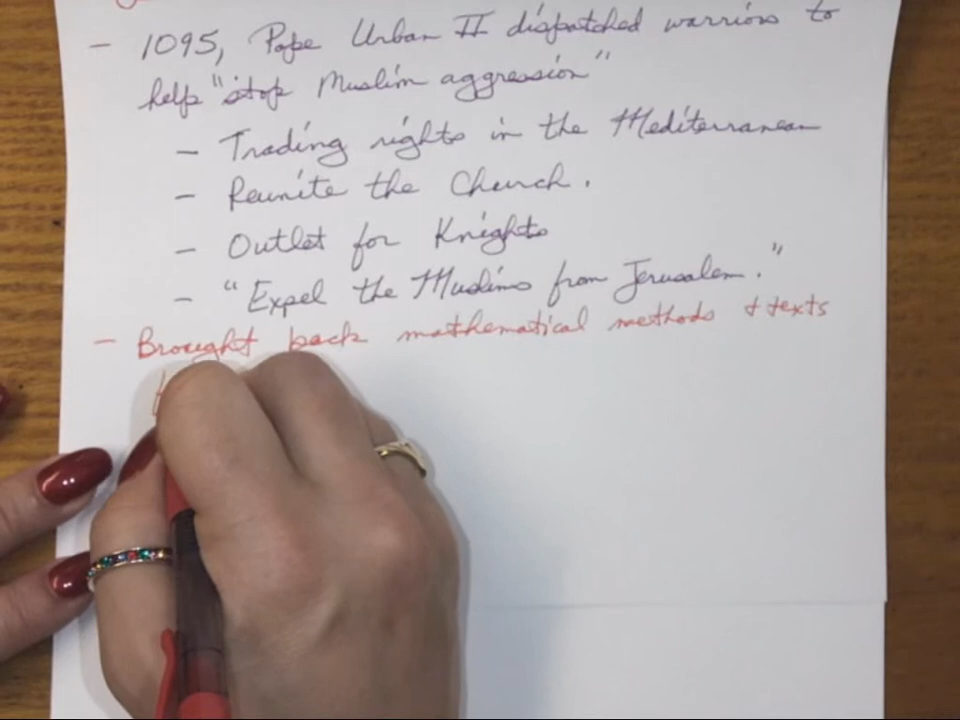 - 1095, Pope Urban II dispatched warriors to
help "stop Muslim aggression"
- Trading rights in the Mediterranean
- Reunite the Church.
- Outlet for Knights
- "Expel the Muslims from Jerusalem."
- Brought back mathematical methods & texts